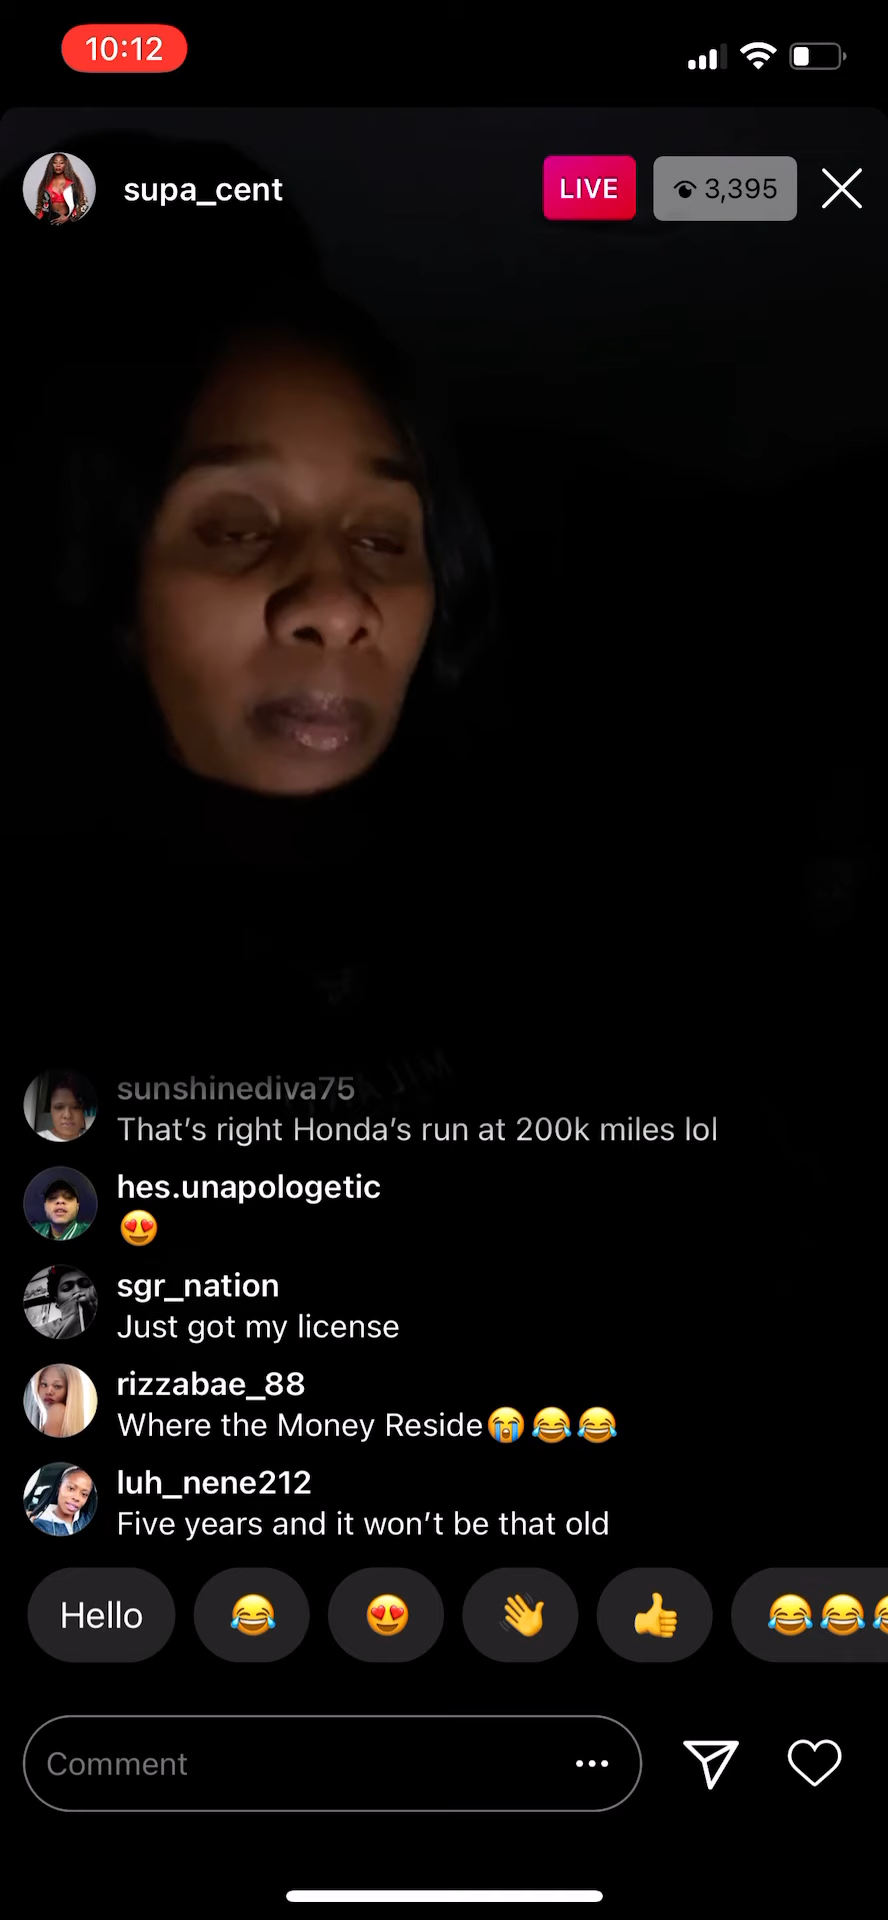 10:12
supa_cent
LIVE
3,395
sunshinediva75
That’s right Honda’s run at 200k miles lol
hes.unapologetic
😍
sgr_nation
Just got my license
rizzabae_88
Where the Money Reside😭😂😂
luh_nene212
Five years and it won’t be that old
Hello 😂 😍 👋 👍 😂😂😂
Comment